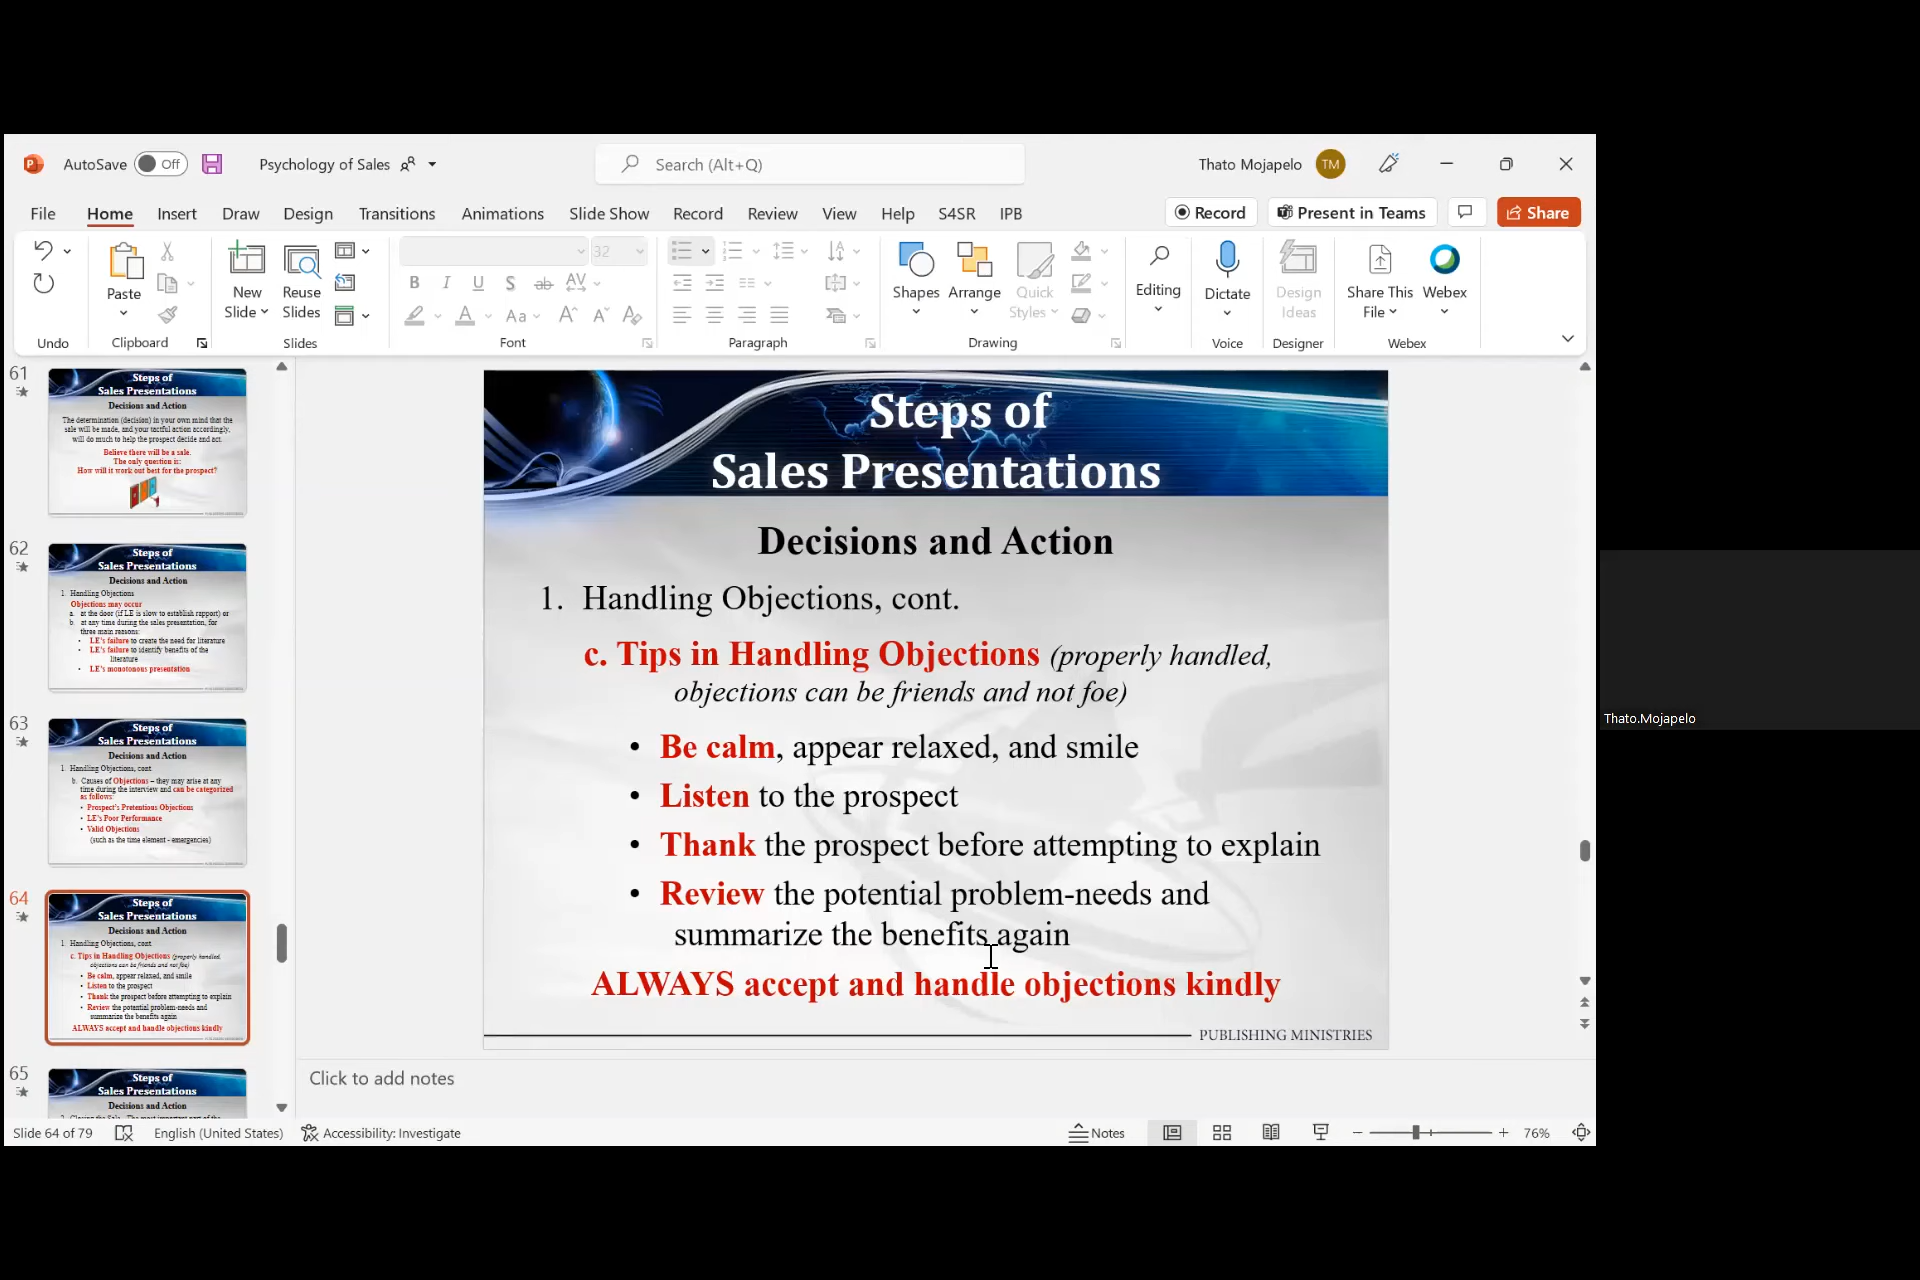 AutoSave Off Psychology of Sales Search (Alt+Q) Thato Mojapelo TM
File Home Insert Draw Design Transitions Animations Slide Show Record Review View Help S4SR IPB Record Present in Teams Share
32
Paste New Slide Reuse Slides B I U S ab AV Aa A Shapes Arrange Quick Styles Editing Dictate Design Ideas Share This File Webex
Undo Clipboard Slides Font Paragraph Drawing Voice Designer Webex
61
Steps of
Sales Presentations
Decisions and Action
The determination (decision) in your own mind that the
sale will be made, and your tactful action accordingly,
will do much to help the prospect decide and act.
Believe there will be a sale.
The only question is:
How will it work out best for the prospect?
62
Steps of
Sales Presentations
Decisions and Action
1. Handling Objections
Objections may occur
a. at the door (if LE is slow to establish rapport) or
b. at any time during the sales presentation, for
three main reasons:
• LE's failure to create the need for literature
• LE's failure to identify benefits of the
literature
• LE's monotonous presentation
63
Steps of
Sales Presentations
Decisions and Action
1. Handling Objections, cont
b. Causes of Objections – they may arise at any
time during the interview and can be categorized
as follows:
• Prospect's Pretentious Objections
• LE's Poor Performance
• Valid Objections
(such as the time element - emergencies)
64
Steps of
Sales Presentations
Decisions and Action
1. Handling Objections, cont
c. Tips in Handling Objections (properly handled,
objections can be friends and not foe)
• Be calm, appear relaxed, and smile
• Listen to the prospect
• Thank the prospect before attempting to explain
• Review the potential problem-needs and
summarize the benefits again
ALWAYS accept and handle objections kindly
65
Steps of
Sales Presentations
Decisions and Action
Steps of
Sales Presentations
Decisions and Action
1. Handling Objections, cont.
c. Tips in Handling Objections (properly handled,
objections can be friends and not foe)
• Be calm, appear relaxed, and smile
• Listen to the prospect
• Thank the prospect before attempting to explain
• Review the potential problem-needs and
summarize the benefits again
ALWAYS accept and handle objections kindly
PUBLISHING MINISTRIES
Click to add notes
Slide 64 of 79 English (United States) Accessibility: Investigate Notes 76%
Thato.Mojapelo